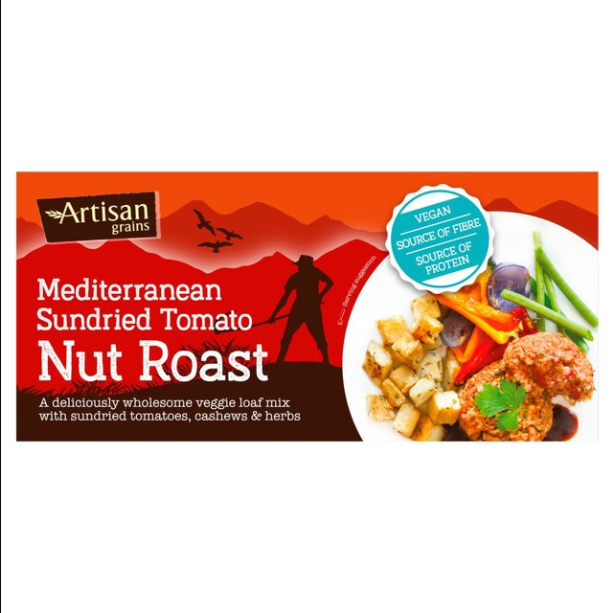 Artisan
grains
VEGAN
SOURCE OF FIBRE
SOURCE OF
PROTEIN
Serving suggestion
Mediterranean
Sundried Tomato
Nut Roast
A deliciously wholesome veggie loaf mix
with sundried tomatoes, cashews & herbs